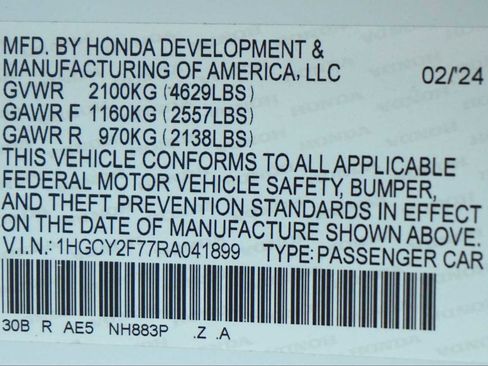 MFD. BY HONDA DEVELOPMENT &
MANUFACTURING OF AMERICA, LLC 02/'24
GVWR 2100KG (4629LBS)
GAWR F 1160KG (2557LBS)
GAWR R 970KG (2138LBS)
THIS VEHICLE CONFORMS TO ALL APPLICABLE
FEDERAL MOTOR VEHICLE SAFETY, BUMPER,
AND THEFT PREVENTION STANDARDS IN EFFECT
ON THE DATE OF MANUFACTURE SHOWN ABOVE.
V.I.N.: 1HGCY2F77RA041899 TYPE: PASSENGER CAR
30B R AE5 NH883P .Z .A